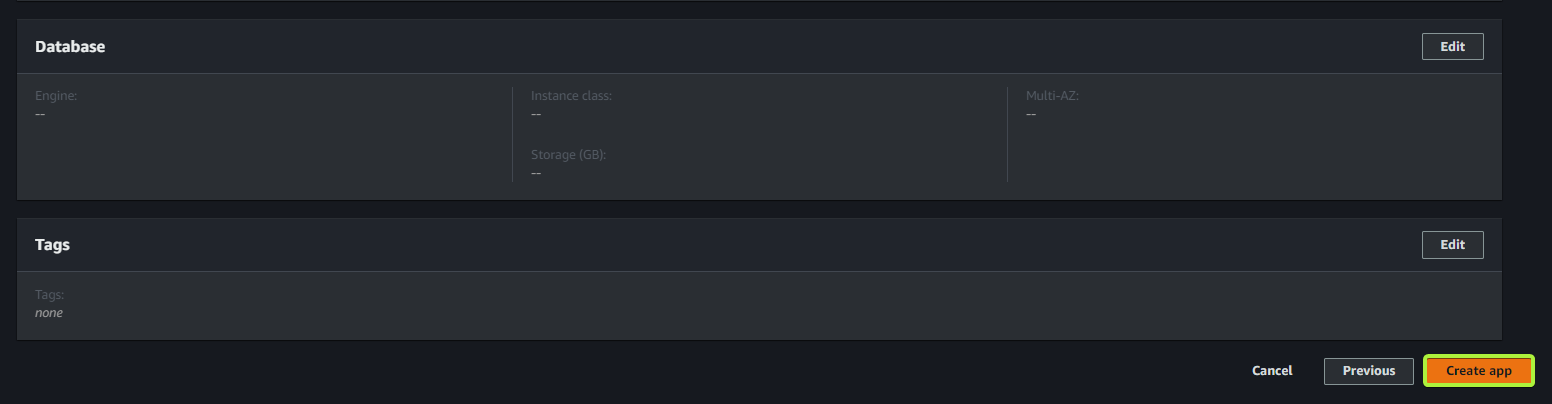 Database
Edit
Engine:
--
Instance class:
--
Storage (GB):
--
Multi-AZ:
--
Tags
Edit
Tags:
none
Cancel
Previous
Create app